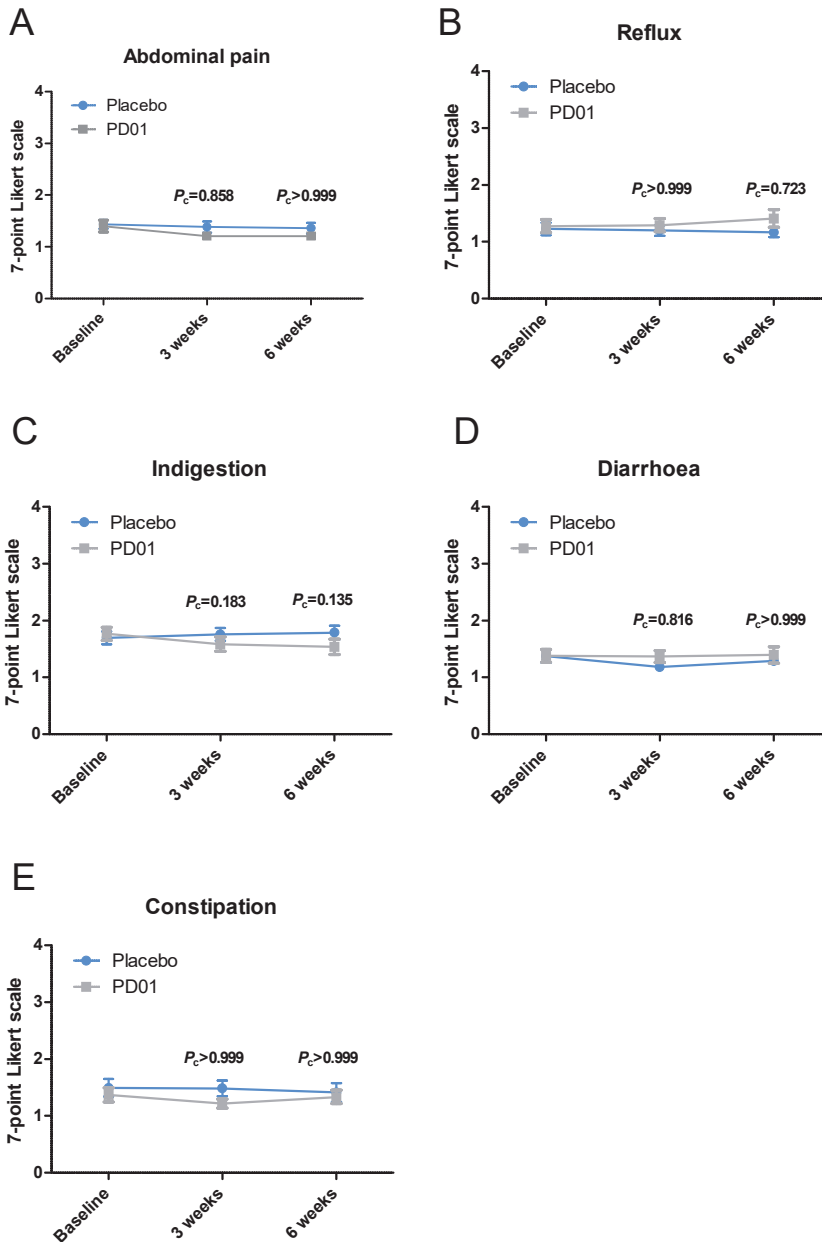 A
Abdominal pain
7-point Likert scale
4
3
2
1
0
Placebo
PD01
Pc=0.858
Pc>0.999
Baseline
3 weeks
6 weeks
B
Reflux
7-point Likert scale
4
3
2
1
0
Placebo
PD01
Pc>0.999
Pc=0.723
Baseline
3 weeks
6 weeks
C
Indigestion
7-point Likert scale
4
3
2
1
0
Placebo
PD01
Pc=0.183
Pc=0.135
Baseline
3 weeks
6 weeks
D
Diarrhoea
7-point Likert scale
4
3
2
1
0
Placebo
PD01
Pc=0.816
Pc>0.999
Baseline
3 weeks
6 weeks
E
Constipation
7-point Likert scale
4
3
2
1
0
Placebo
PD01
Pc>0.999
Pc>0.999
Baseline
3 weeks
6 weeks